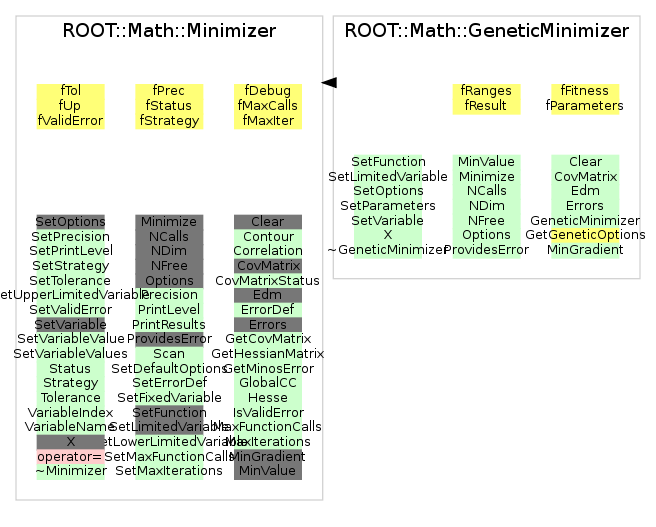 ROOT::Math::Minimizer
fTol fPrec fDebug
fUp fStatus fMaxCalls
fValidError fStrategy fMaxIter
SetOptions Minimize Clear
SetPrecision NCalls Contour
SetPrintLevel NDim Correlation
SetStrategy NFree CovMatrix
SetTolerance Options CovMatrixStatus
etUpperLimitedVariable Precision Edm
SetValidError PrintLevel ErrorDef
SetVariable PrintResults Errors
SetVariableValue ProvidesError GetCovMatrix
SetVariableValues Scan GetHessianMatrix
Status SetDefaultOptions GetMinosError
Strategy SetErrorDef GlobalCC
Tolerance SetFixedVariable Hesse
VariableIndex SetFunction IsValidError
VariableName SetLimitedVariable MaxFunctionCalls
X etLowerLimitedVariable MaxIterations
operator= SetMaxFunctionCalls MinGradient
~Minimizer SetMaxIterations MinValue
ROOT::Math::GeneticMinimizer
fRanges fFitness
fResult fParameters
SetFunction MinValue Clear
SetLimitedVariable Minimize CovMatrix
SetOptions NCalls Edm
SetParameters NDim Errors
SetVariable NFree GeneticMinimizer
X Options GetGeneticOptions
~GeneticMinimizer ProvidesError MinGradient